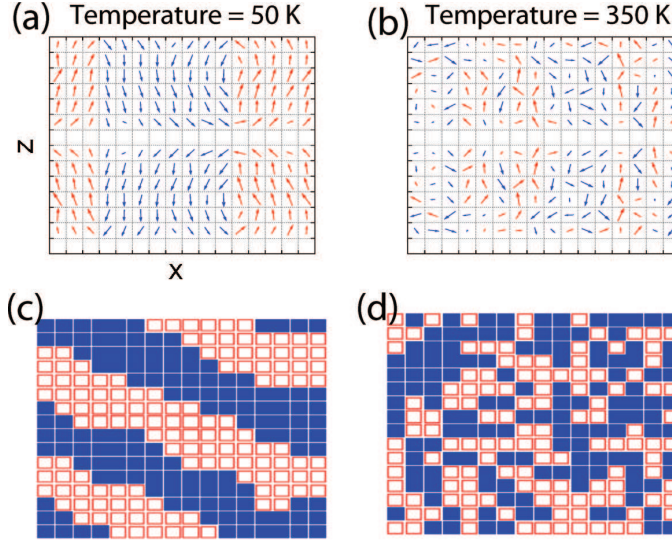 (a) Temperature = 50 K
(b) Temperature = 350 K
Z
X
(c)
(d)